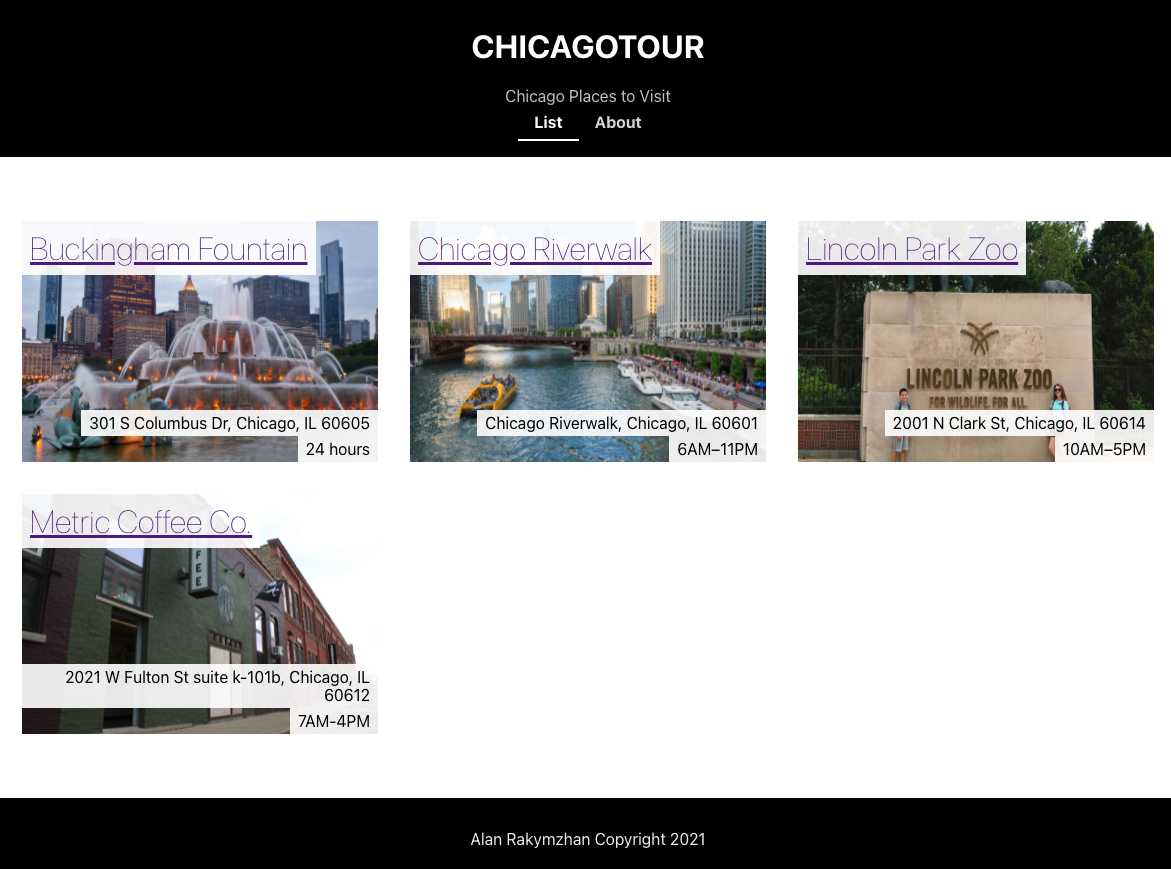 CHICAGOTOUR
Chicago Places to Visit
List About
Buckingham Fountain
301 S Columbus Dr, Chicago, IL 60605
24 hours
Chicago Riverwalk
Chicago Riverwalk, Chicago, IL 60601
6AM–11PM
Lincoln Park Zoo
LINCOLN PARK ZOO
FOR WILDLIFE. FOR ALL.
2001 N Clark St, Chicago, IL 60614
10AM–5PM
Metric Coffee Co.
FEE
2021 W Fulton St suite k-101b, Chicago, IL
60612
7AM-4PM
Alan Rakymzhan Copyright 2021